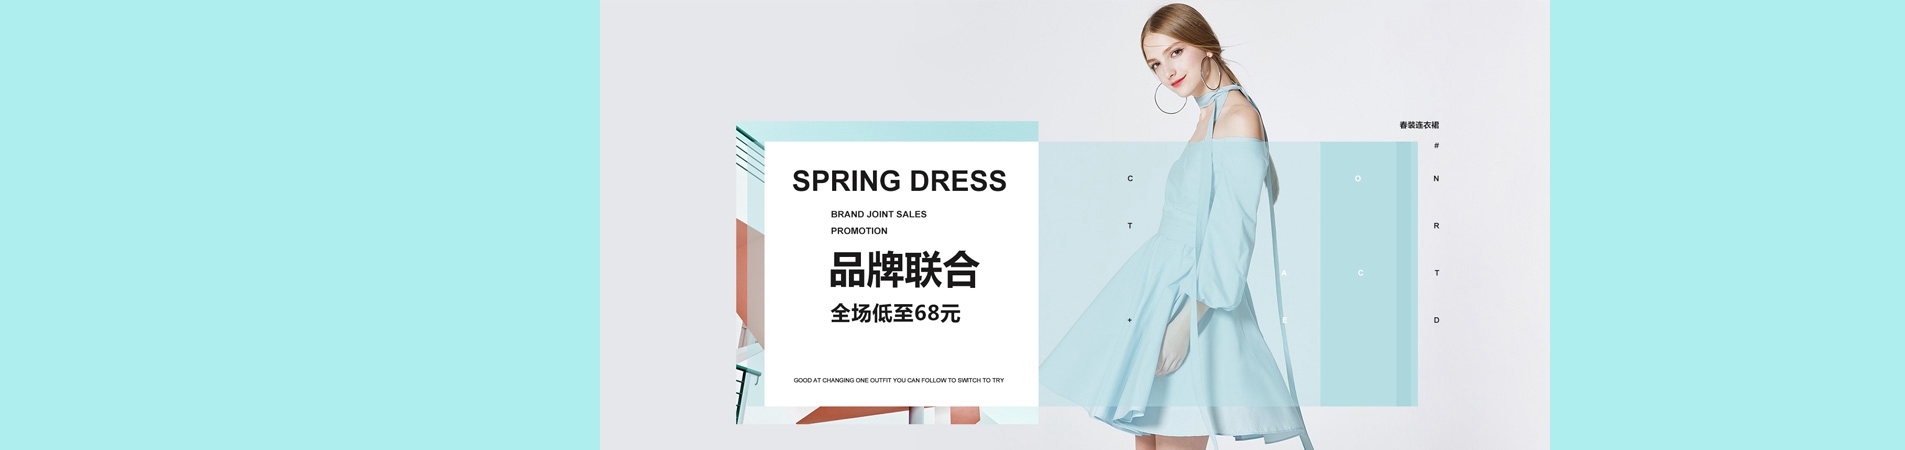 SPRING DRESS
BRAND JOINT SALES
PROMOTION
品牌联合
全场低至68元
GOOD AT CHANGING ONE OUTFIT YOU CAN FOLLOW TO SWITCH TO TRY
春装连衣裙
#
C O N
T R
A C T
+ E D